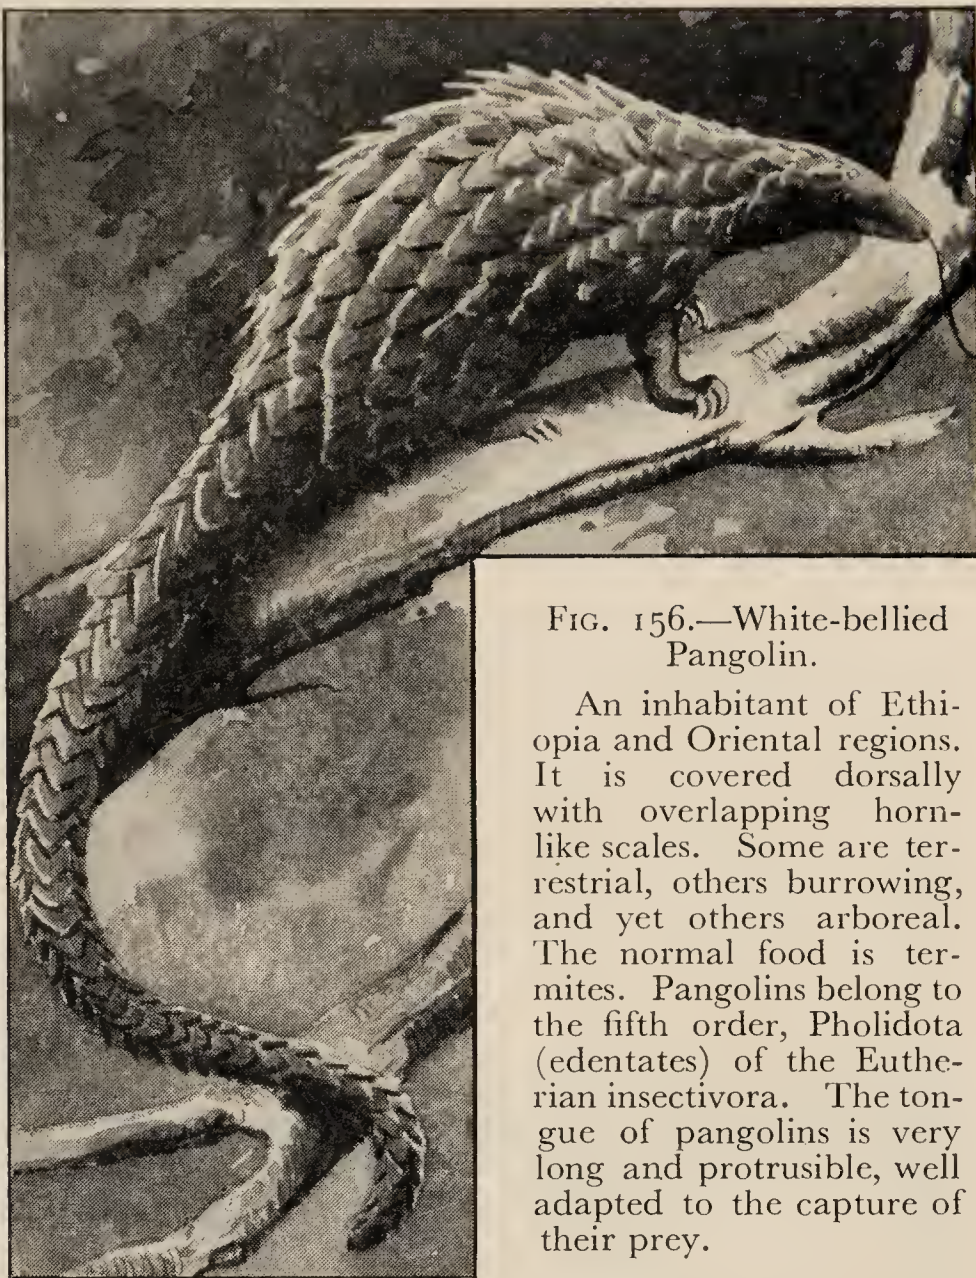 FIG. 156.—White-bellied
Pangolin.
An inhabitant of Ethi-
opia and Oriental regions.
It is covered dorsally
with overlapping horn-
like scales. Some are ter-
restrial, others burrowing,
and yet others arboreal.
The normal food is ter-
mites. Pangolins belong to
the fifth order, Pholidota
(edentates) of the Euthe-
rian insectivora. The ton-
gue of pangolins is very
long and protrusible, well
adapted to the capture of
their prey.